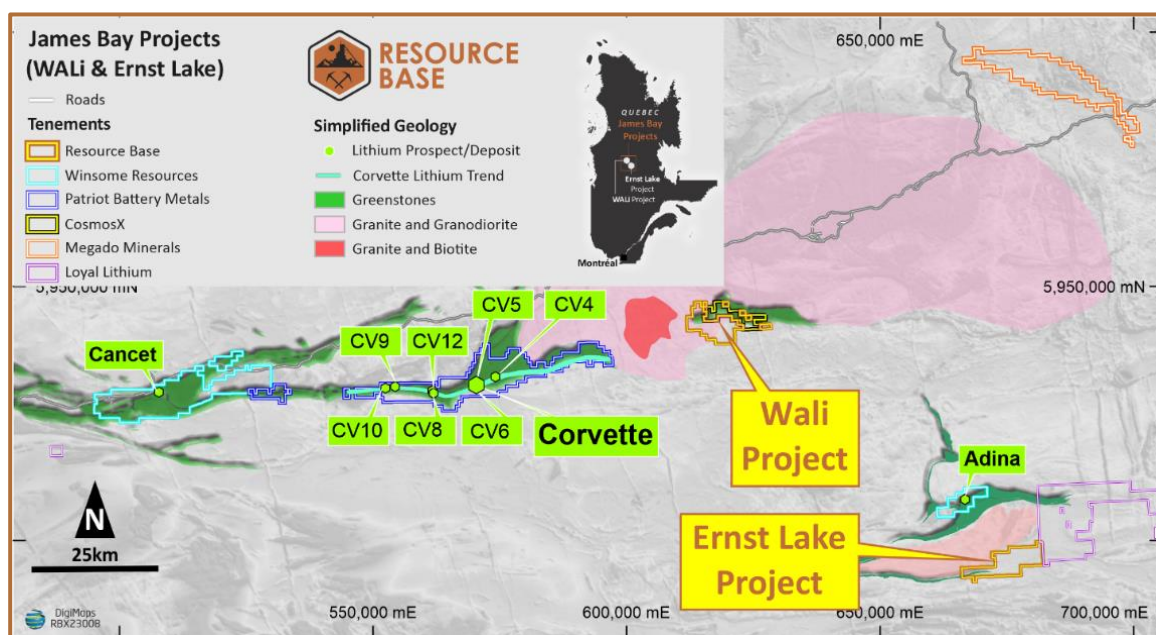 James Bay Projects
(WALi & Ernst Lake)
Roads
Tenements
Resource Base
Winsome Resources
Patriot Battery Metals
CosmosX
Megado Minerals
Loyal Lithium
RESOURCE
BASE
Simplified Geology
Lithium Prospect/Deposit
Corvette Lithium Trend
Greenstones
Granite and Granodiorite
Granite and Biotite
QUEBEC
James Bay
Projects
Ernst Lake
Project
WALi Project
Montréal
650,000 mE
5,950,000 mN
5,950,000 mN
CV5
CV4
Cancet
CV9
CV12
CV10
CV8
CV6
Corvette
Wali
Project
Adina
Ernst Lake
Project
N
25km
DigiMaps
RBX23008
550,000 mE
600,000 mE
650,000 mE
700,000 mE